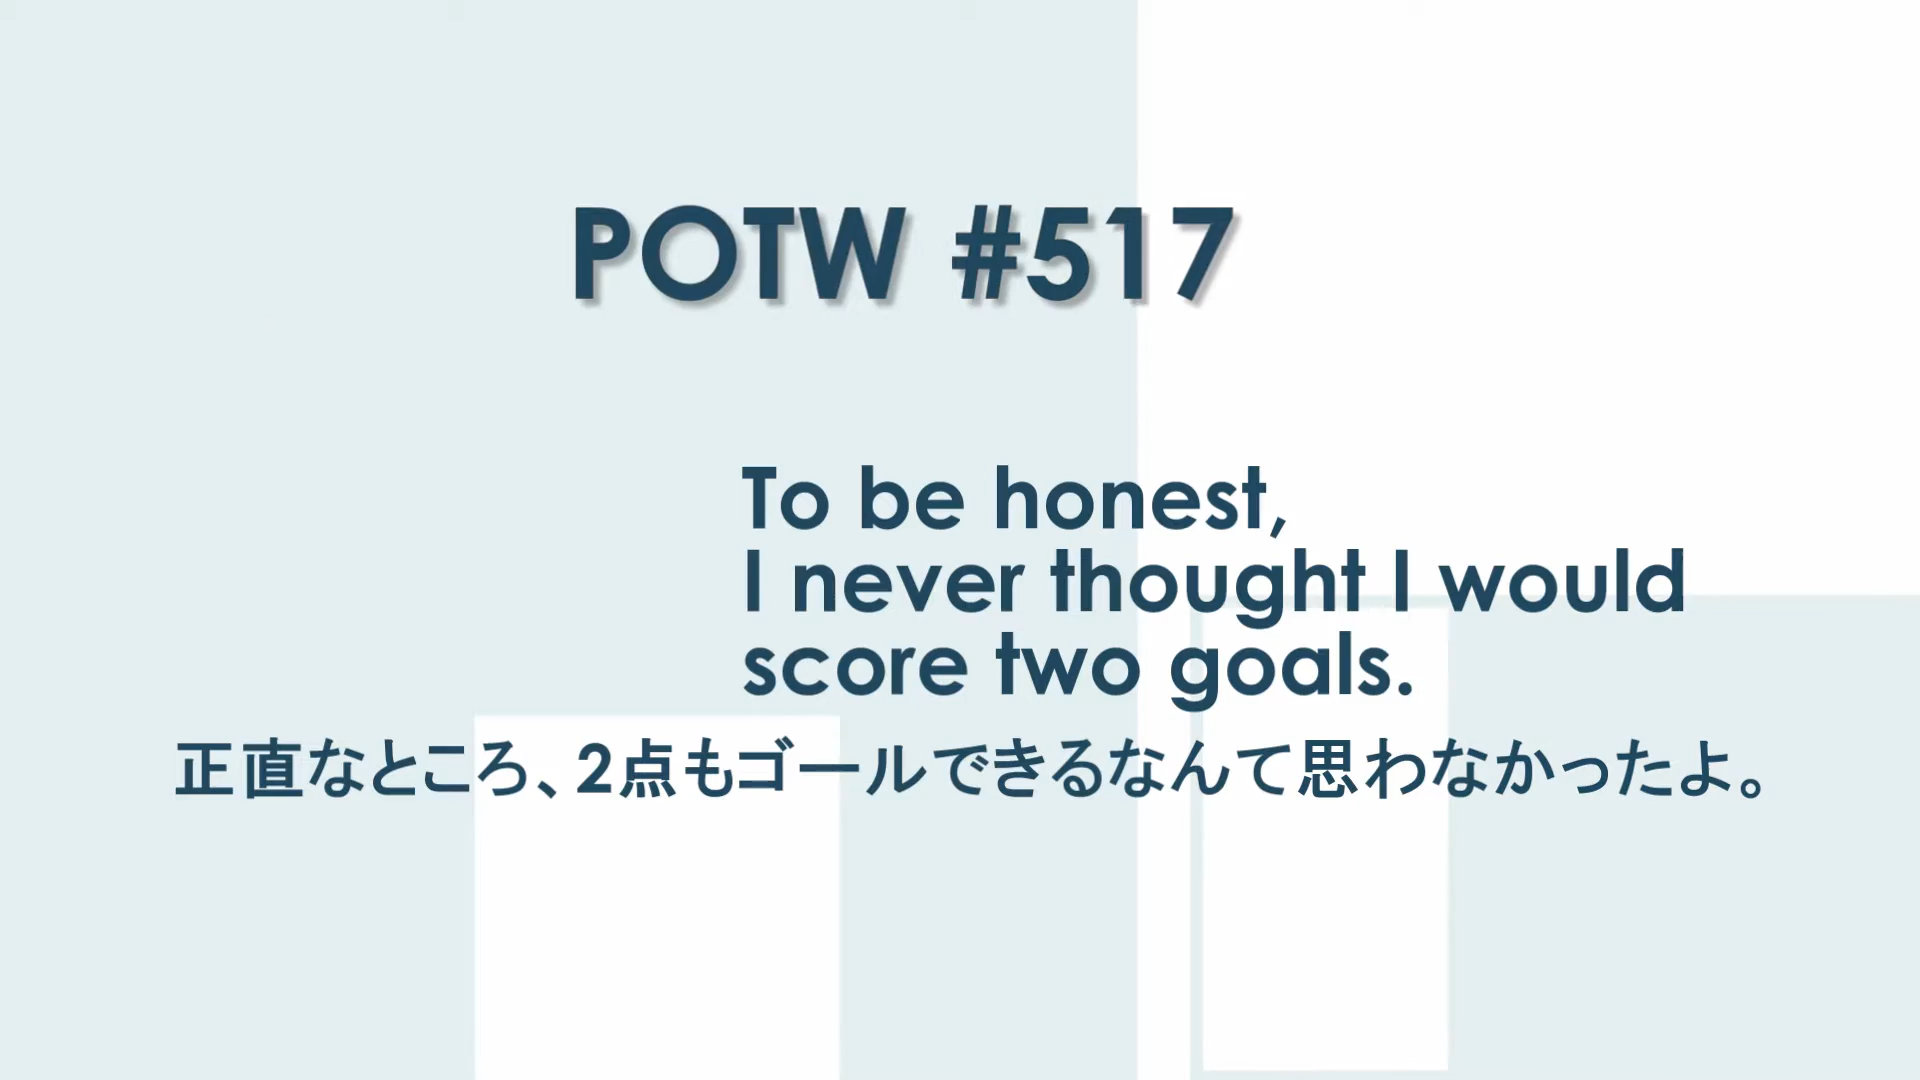 POTW #517
To be honest,
I never thought I would
score two goals.
正直なところ、2点もゴールできるなんて思わなかったよ。